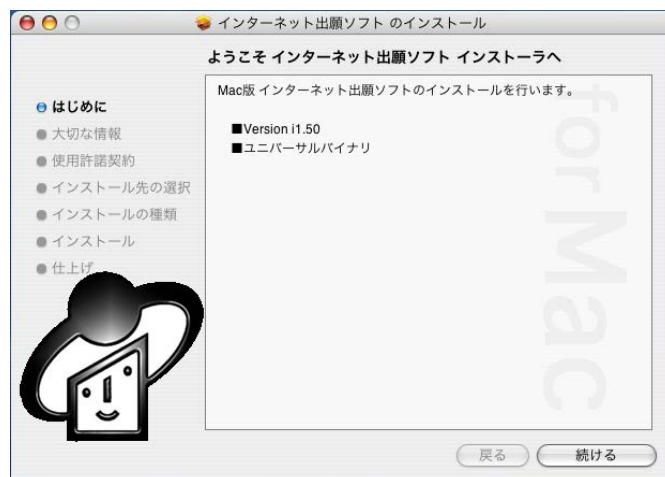 インターネット出願ソフト のインストール
ようこそ インターネット出願ソフト インストーラへ
はじめに
大切な情報
使用許諾契約
インストール先の選択
インストールの種類
インストール
仕上げ
Mac版 インターネット出願ソフトのインストールを行います。
■Version i1.50
■ユニバーサルバイナリ
for Mac
戻る
続ける